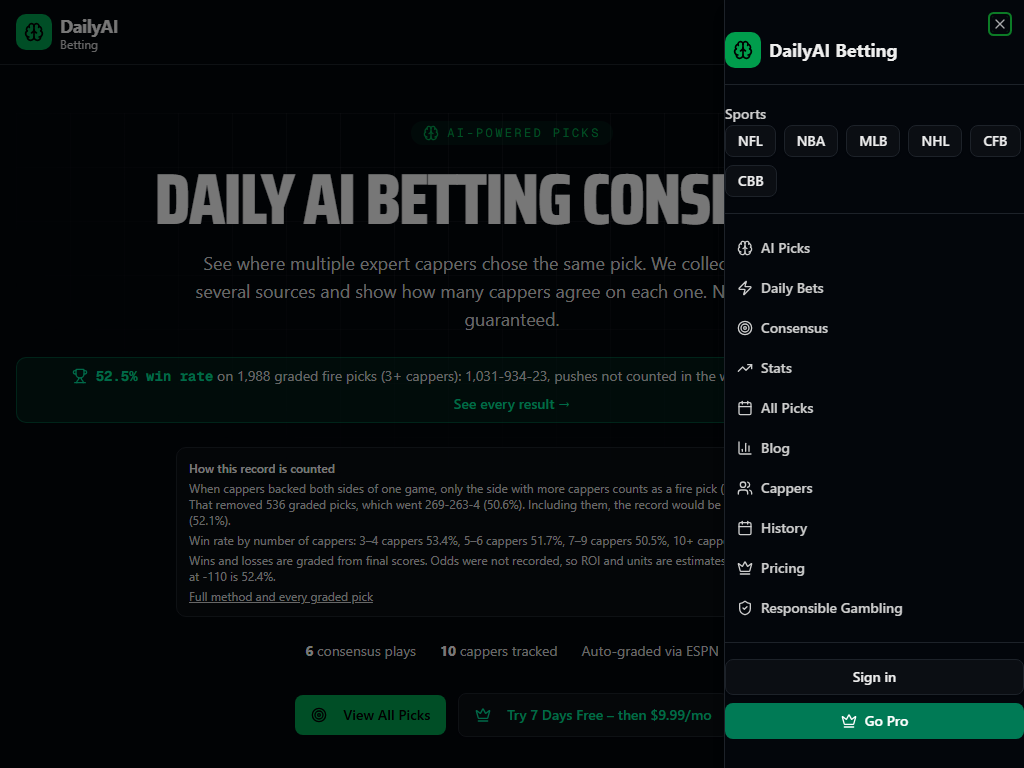 DailyAI
Betting
AI-POWERED PICKS
DAILY AI BETTING
See where multiple expert cappers chose the same pick. We
several sources and show how many cappers agree on each one.
guaranteed.
52.5% win rate on 1,988 graded fire picks (3+ cappers): 1,031-934-23, pushes not counted in the
See every result →
How this record is counted
When cappers backed both sides of one game, only the side with more cappers counts as a fire pick
That removed 536 graded picks, which went 269-263-4 (50.6%). Including them, the record would be
(52.1%).
Win rate by number of cappers: 3–4 cappers 53.4%, 5–6 cappers 51.7%, 7–9 cappers 50.5%, 10+
Wins and losses are graded from final scores. Odds were not recorded, so ROI and units are estimates
at -110 is 52.4%.
Full method and every graded pick
6 consensus plays 10 cappers tracked Auto-graded via ESPN
View All Picks Try 7 Days Free – then $9.99/mo
DailyAI Betting
Sports
NFL NBA MLB NHL CFB
CBB
AI Picks
Daily Bets
Consensus
Stats
All Picks
Blog
Cappers
History
Pricing
Responsible Gambling
Sign in
Go Pro